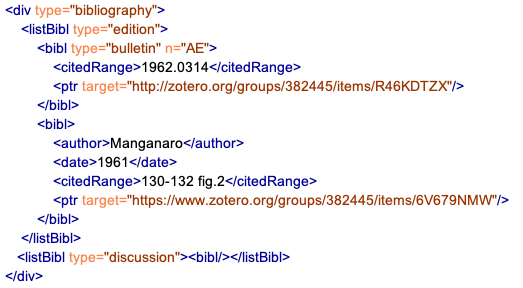 <div type="bibliography">
<listBibl type="edition">
<bibl type="bulletin" n="AE">
<citedRange>1962.0314</citedRange>
<ptr target="http://zotero.org/groups/382445/items/R46KDTZX"/>
</bibl>
<bibl>
<author>Manganaro</author>
<date>1961</date>
<citedRange>130-132 fig.2</citedRange>
<ptr target="https://www.zotero.org/groups/382445/items/6V679NMW"/>
</bibl>
</listBibl>
<listBibl type="discussion"><bibl/></listBibl>
</div>